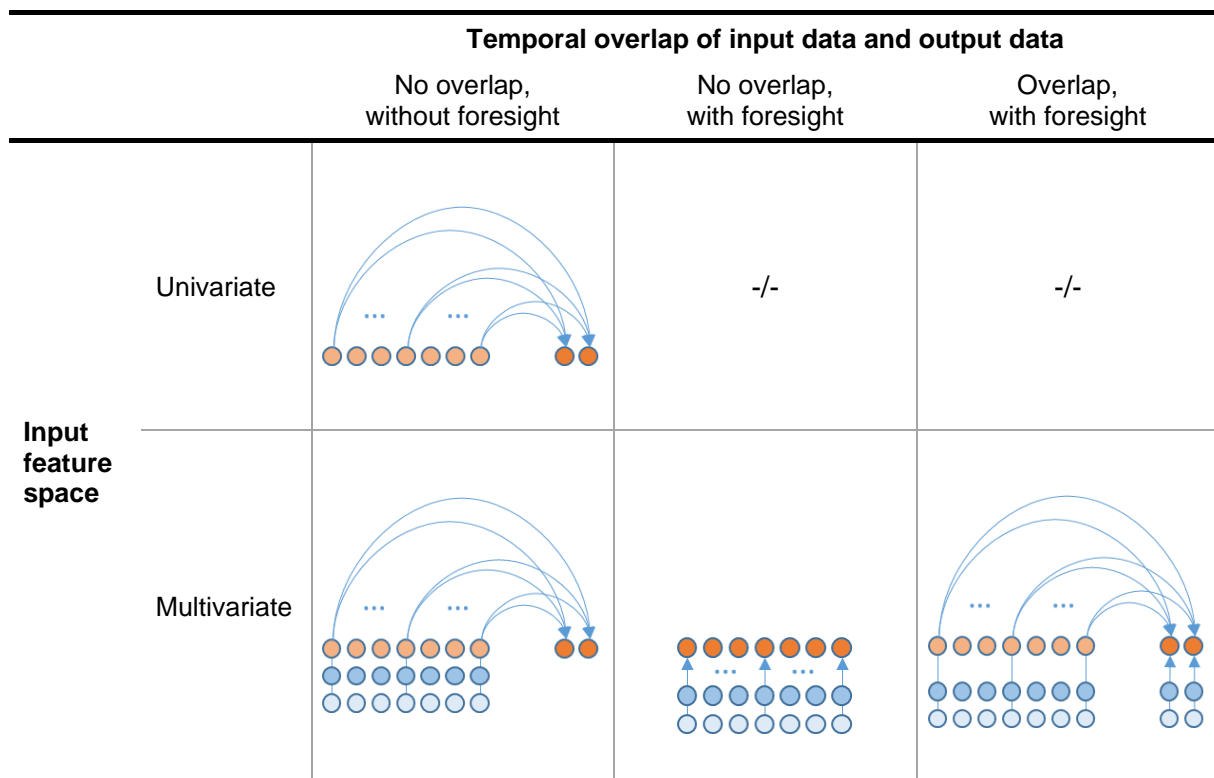 Temporal overlap of input data and output data
No overlap,
without foresight
No overlap,
with foresight
Overlap,
with foresight
Input
feature
space
Univariate
...
...
-/-
-/-
Multivariate
...
...
...
...
...
...